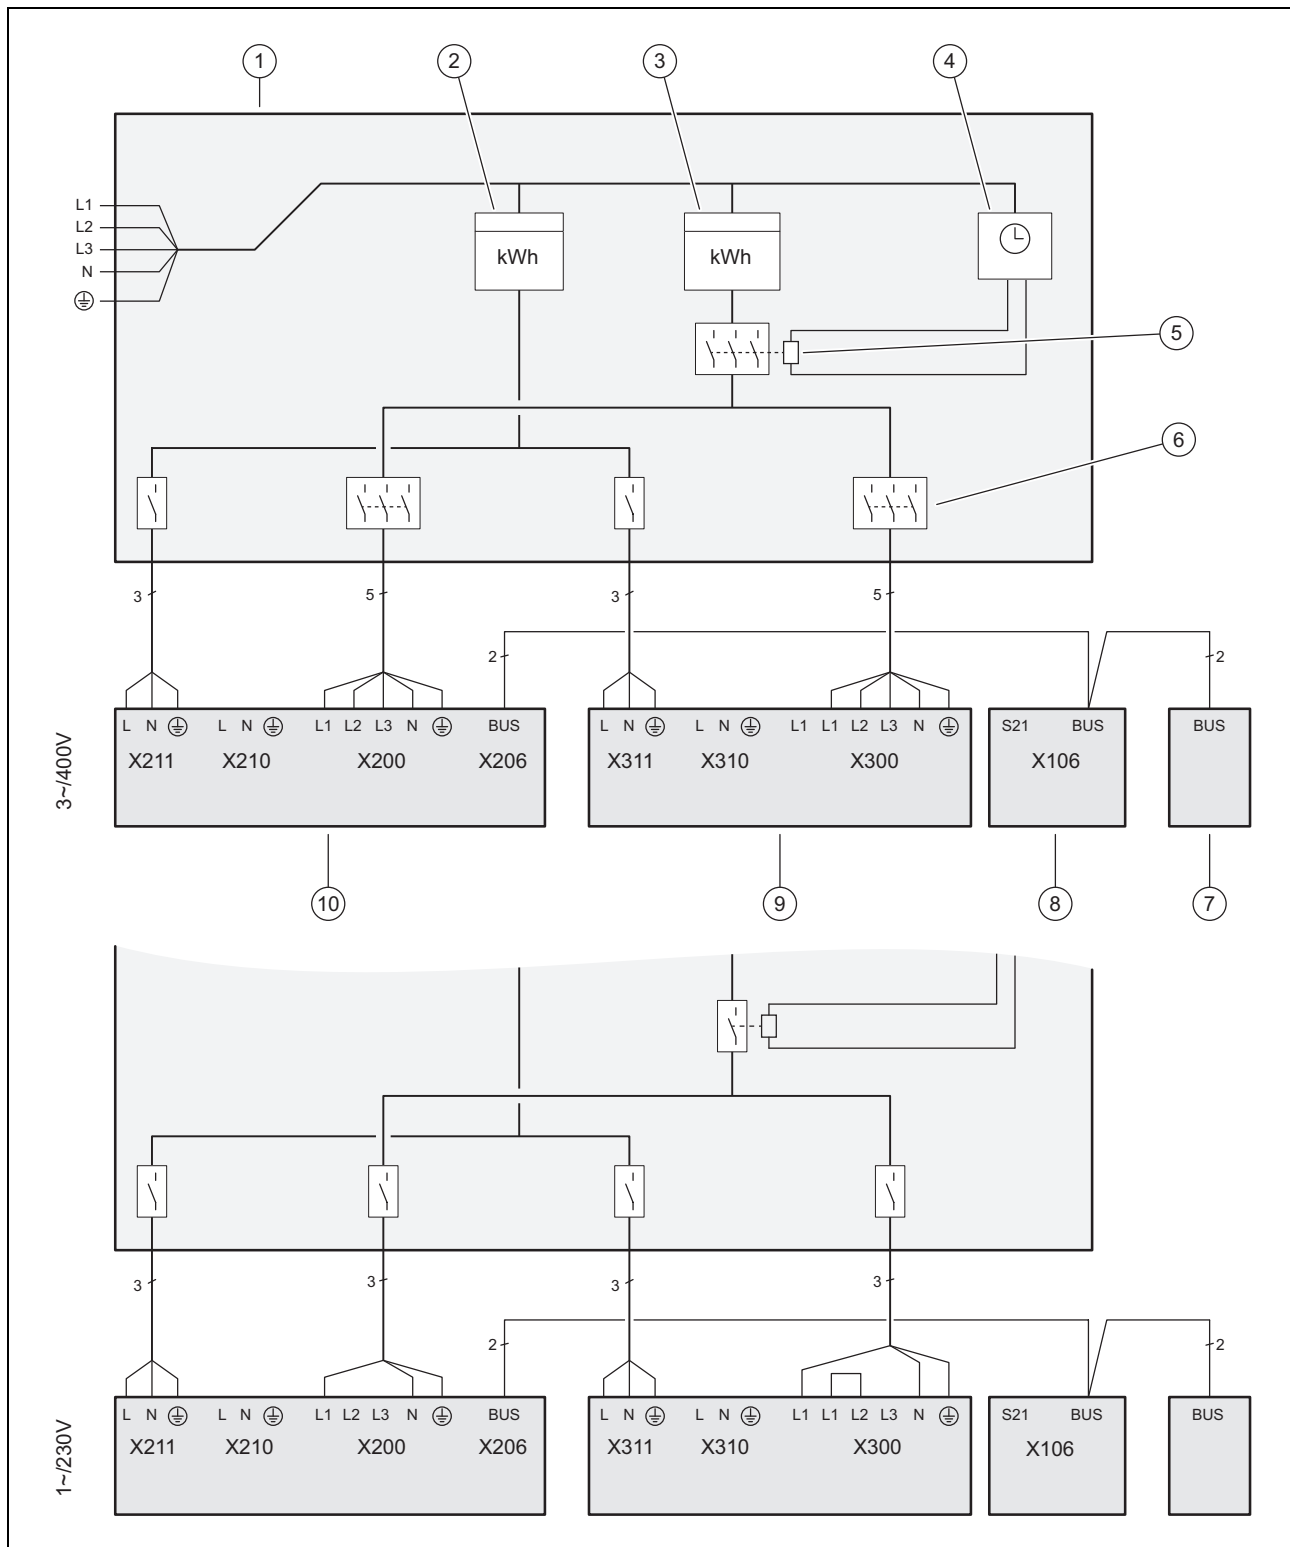 1 2 3 4
L1
L2
L3
N
kWh kWh
5
6
3 5 3 5
2 2
3~/400V
L N L N L1 L2 L3 N BUS L N L N L1 L1 L2 L3 N S21 BUS BUS
X211 X210 X200 X206 X311 X310 X300 X106
10 9 8 7
3 3 3 3
2 2
1~/230V
L N L N L1 L2 L3 N BUS L N L N L1 L1 L2 L3 N S21 BUS BUS
X211 X210 X200 X206 X311 X310 X300 X106